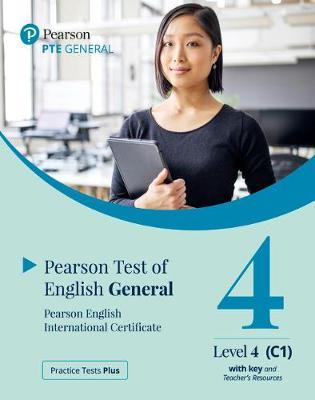 Pearson
PTE GENERAL
Pearson Test of
English General
Pearson English
International Certificate
Practice Tests Plus
4
Level 4 (C1)
with key and
Teacher's Resources